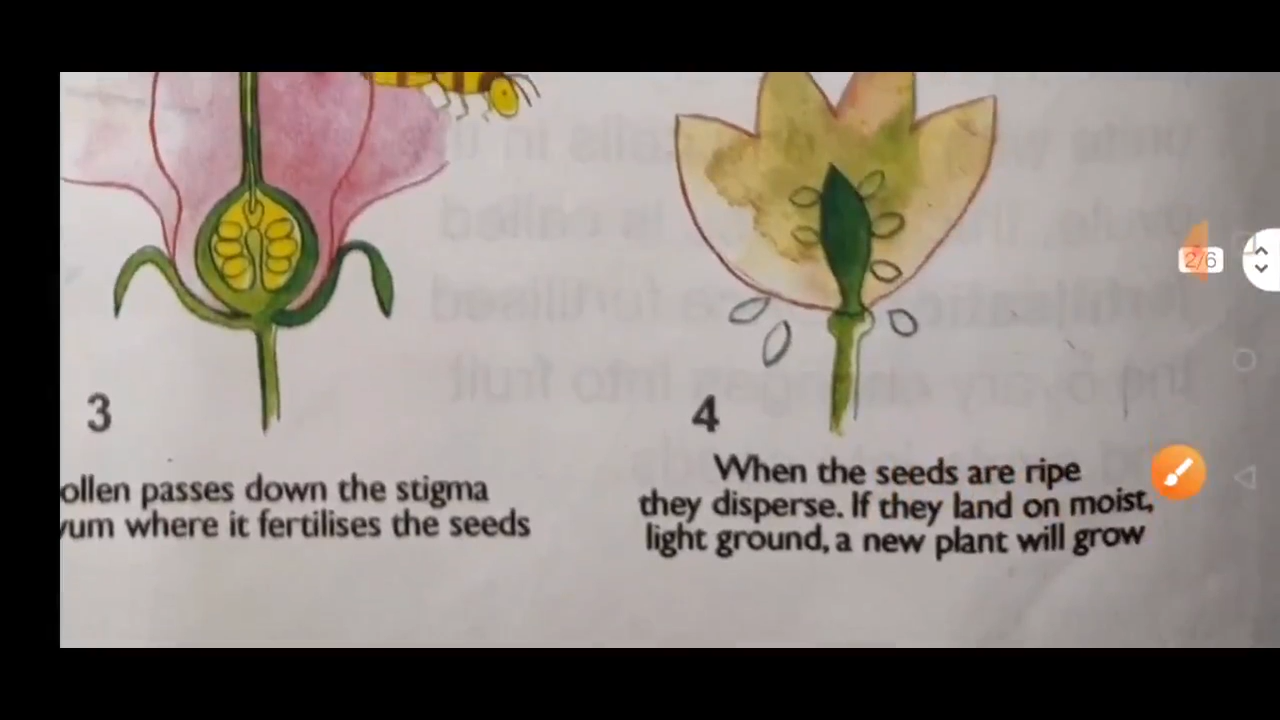 3
ollen passes down the stigma
where it fertilises the seeds
4
When the seeds are ripe
they disperse. If they land on moist,
light ground, a new plant will grow
2/6